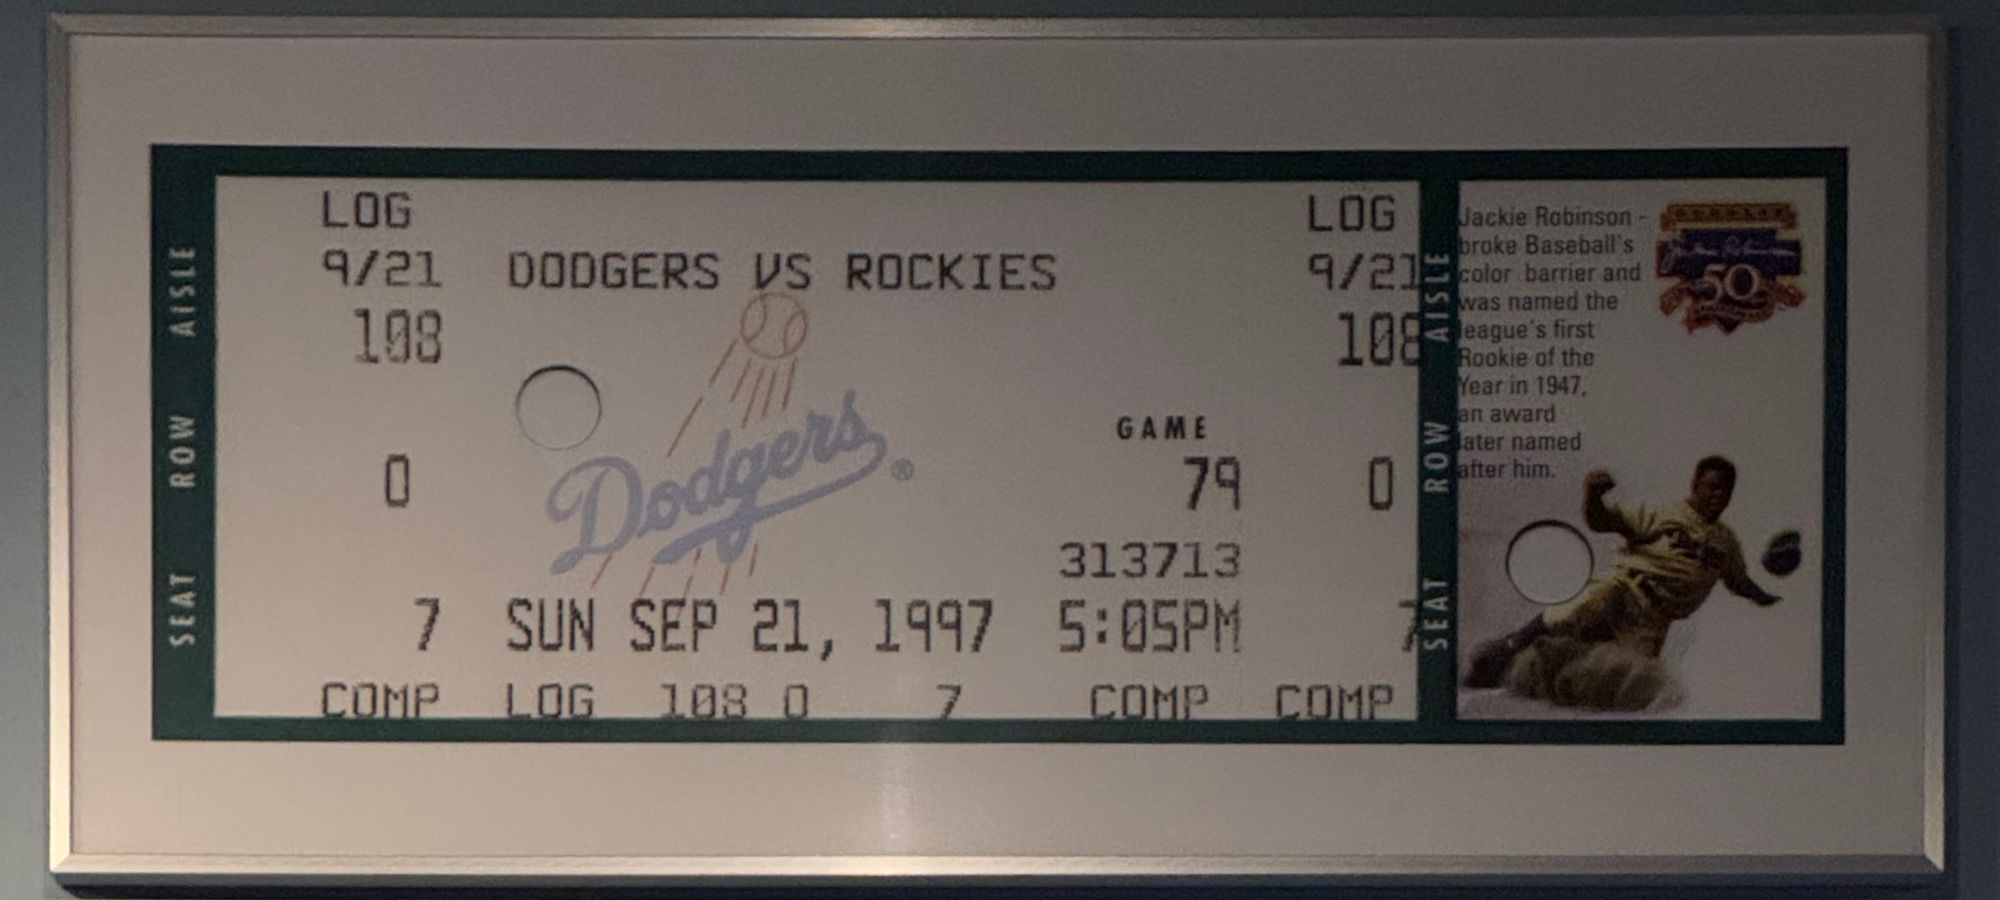 AISLE
ROW
SEAT
LOG
9/21 DODGERS VS ROCKIES
108
Dodgers®
GAME
0 79
313713
7 SUN SEP 21, 1997 5:05PM
COMP LOG 108 0 7 COMP COMP
LOG
9/21
108
0
7
AISLE
ROW
SEAT
Jackie Robinson -
broke Baseball's
color barrier and
was named the
league's first
Rookie of the
Year in 1947,
an award
later named
after him.
50